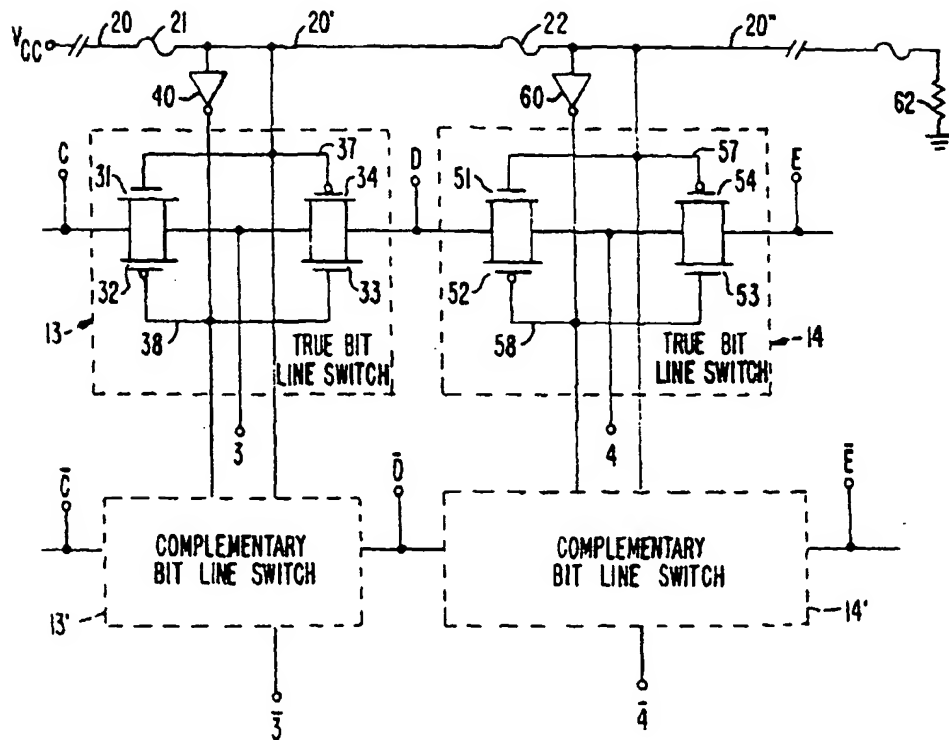 VCC
20
21
20'
22
20"
62
40
60
C
31
37
34
D
51
57
54
E
32
33
52
53
13
38
TRUE BIT
LINE SWITCH
58
TRUE BIT
LINE SWITCH
14
3
4
C̅
D̅
E̅
COMPLEMENTARY
BIT LINE SWITCH
COMPLEMENTARY
BIT LINE SWITCH
13'
14'
3̅
4̅